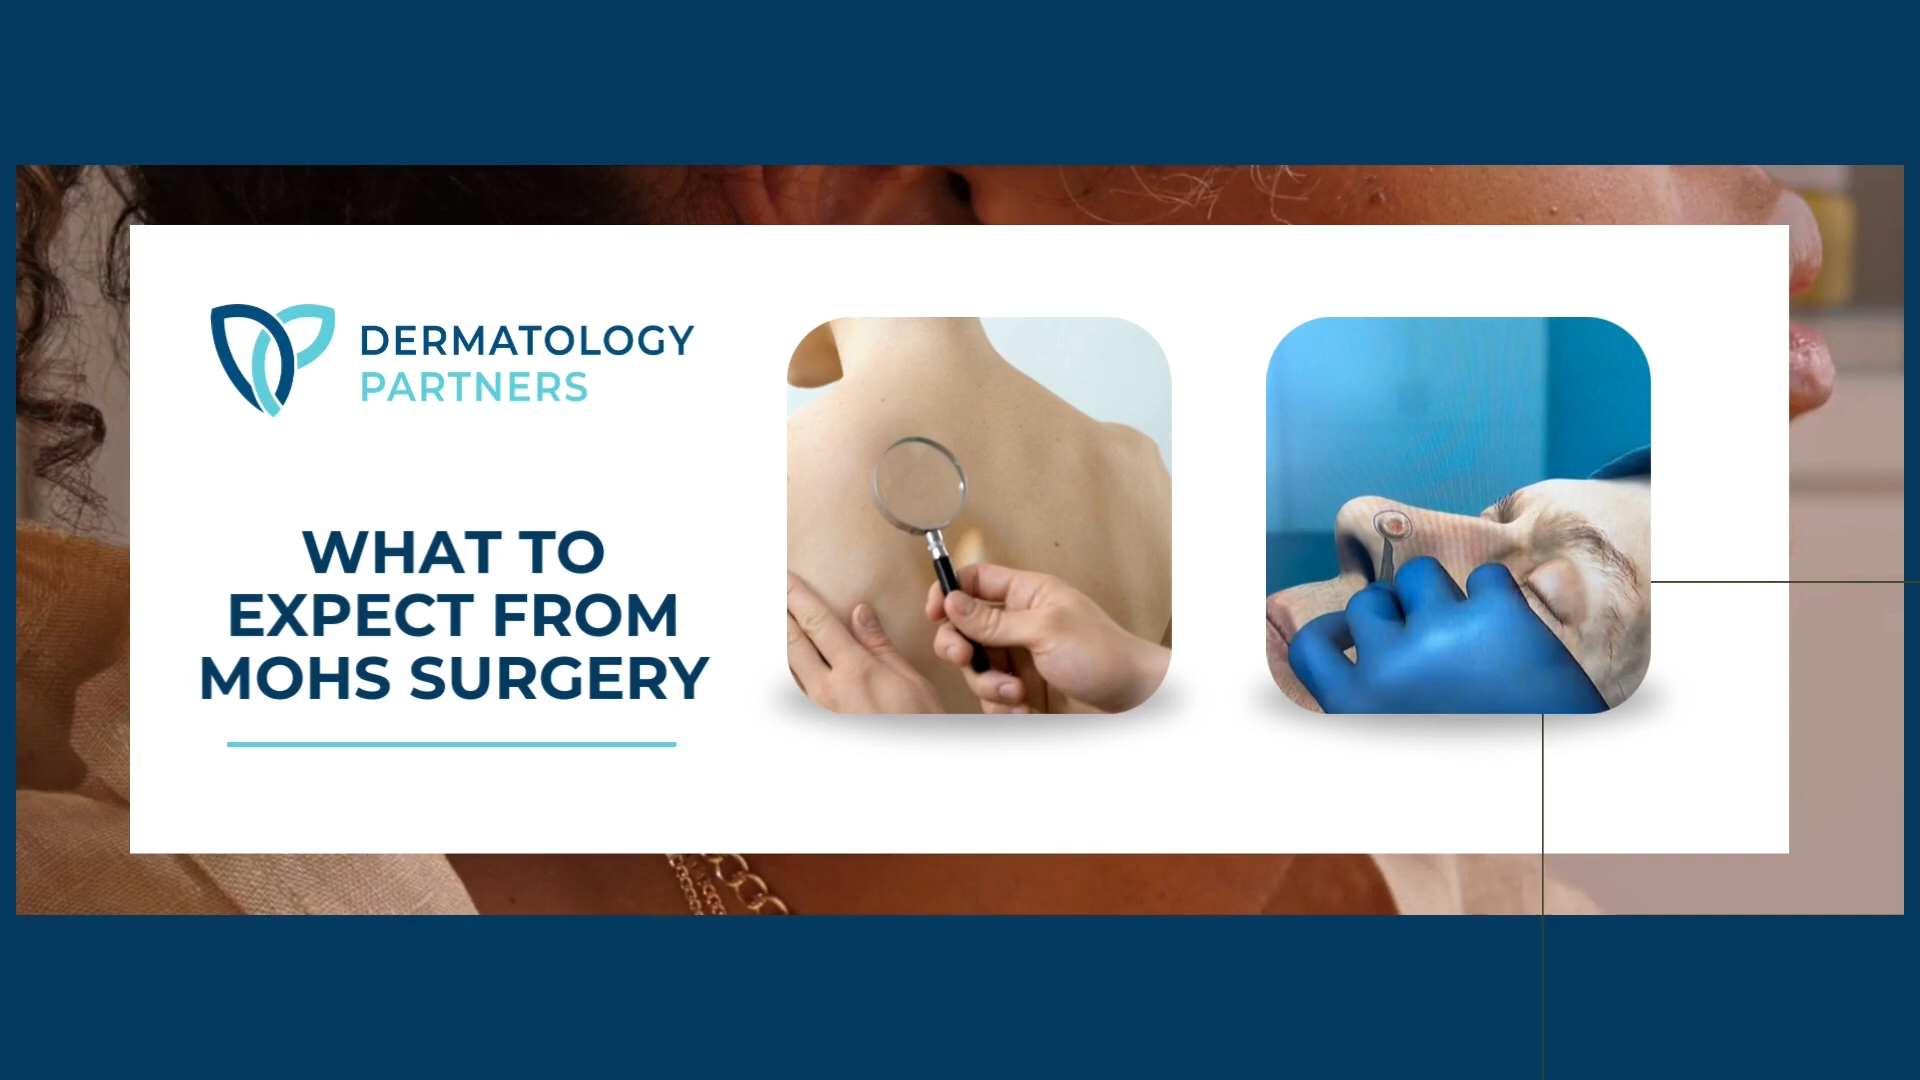 DERMATOLOGY
PARTNERS
WHAT TO
EXPECT FROM
MOHS SURGERY